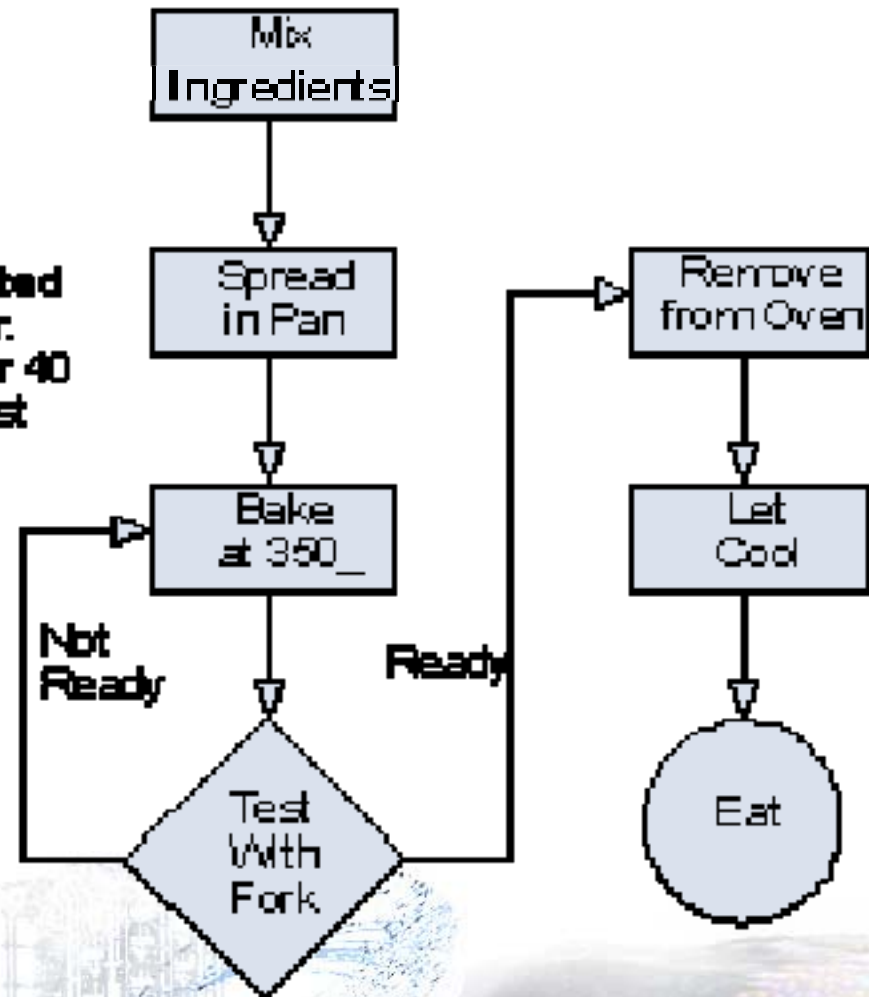 Mix
Ingredients
Spread
in Pan
r.
r 40
Bake
at 350_
Not
Ready
Ready
Test
With
Fork
Remove
from Oven
Let
Cool
Eat